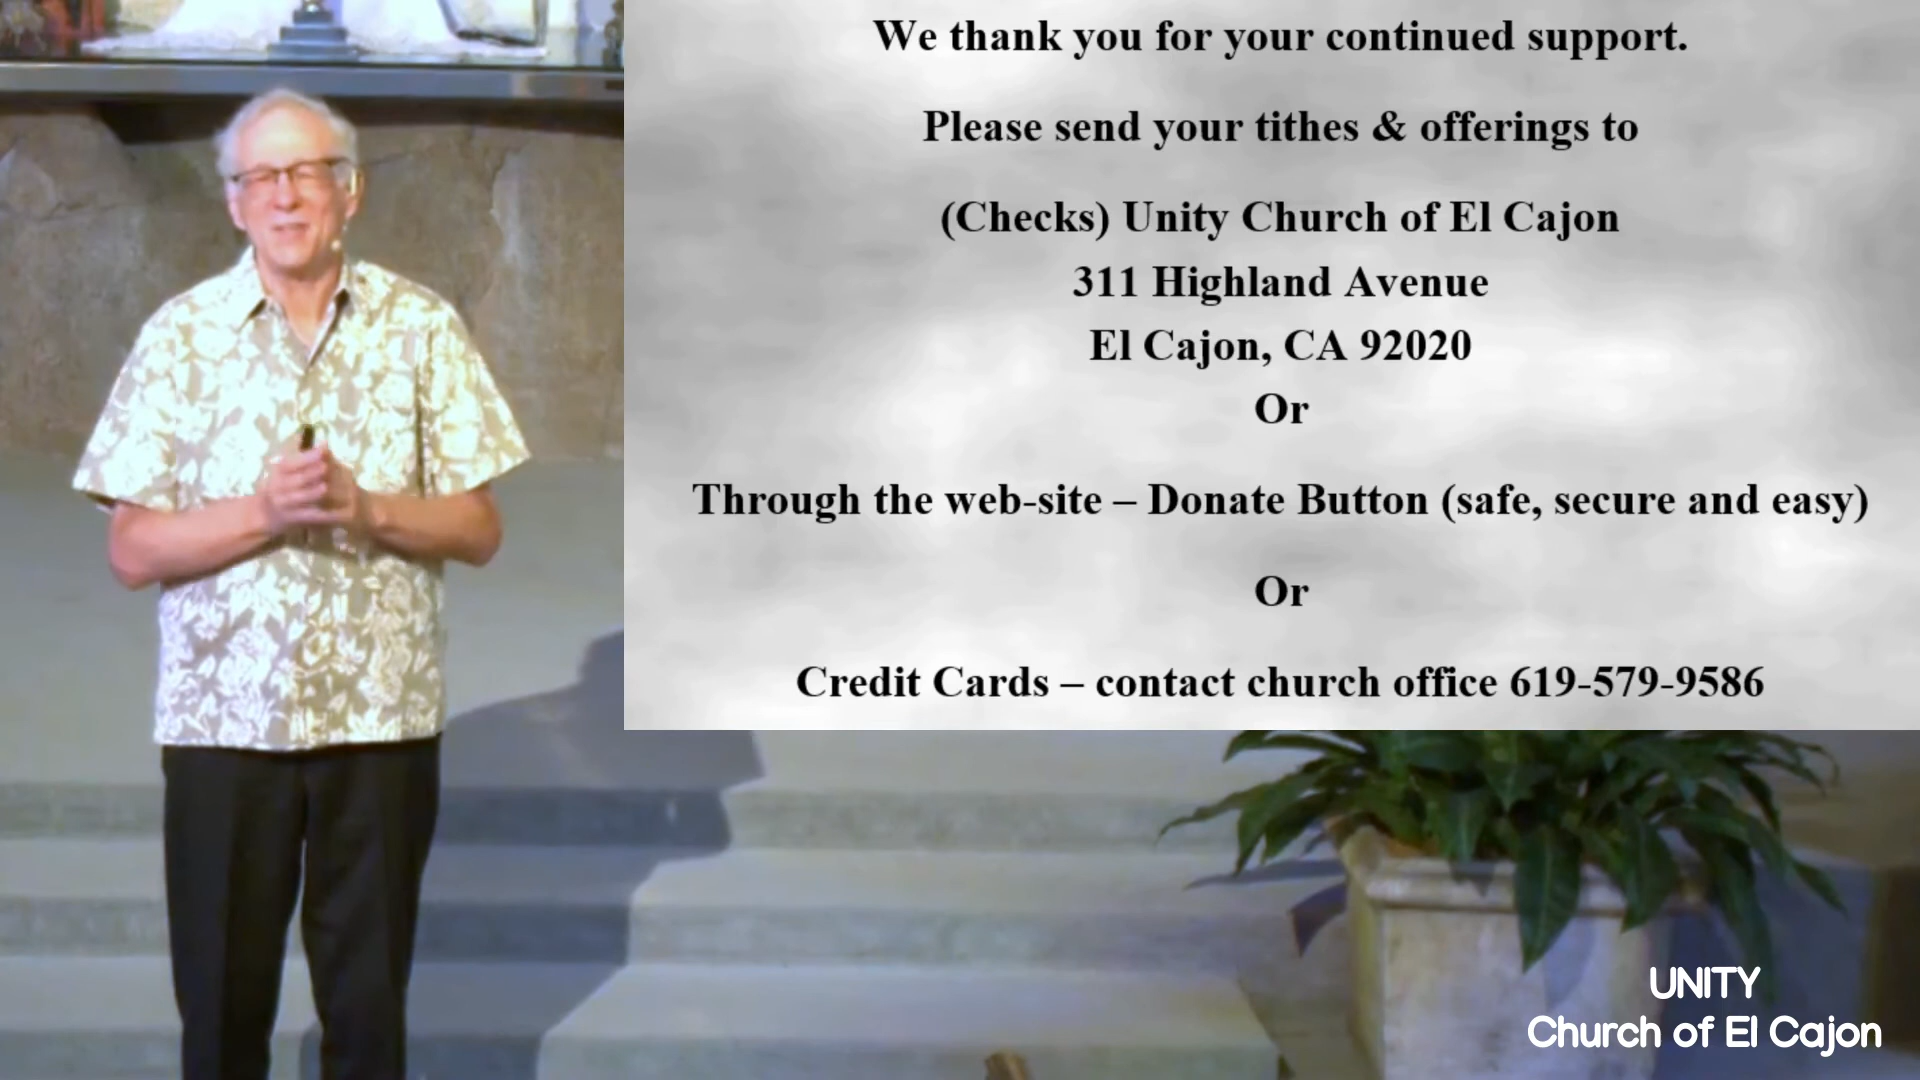 We thank you for your continued support.
Please send your tithes & offerings to
(Checks) Unity Church of El Cajon
311 Highland Avenue
El Cajon, CA 92020
Or
Through the web-site – Donate Button (safe, secure and easy)
Or
Credit Cards – contact church office 619-579-9586
UNITY
Church of El Cajon